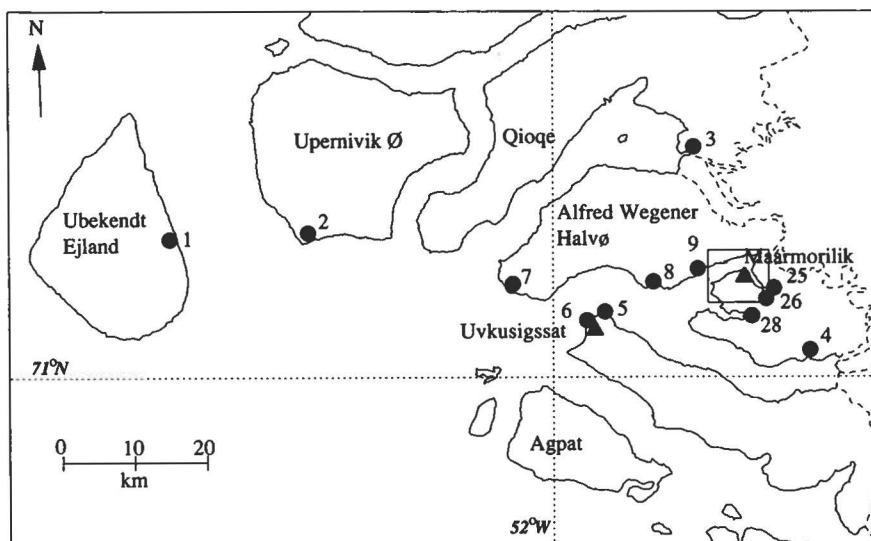 N
Upernivik Ø
Qioqe
3
Ubekendt
Ejland
1
2
Alfred Wegener
Halvø
9
Maarmorilik
7
8
25
26
6
5
28
Uvkusigssat
4
71°N
0 10 20
km
Agpat
52°W